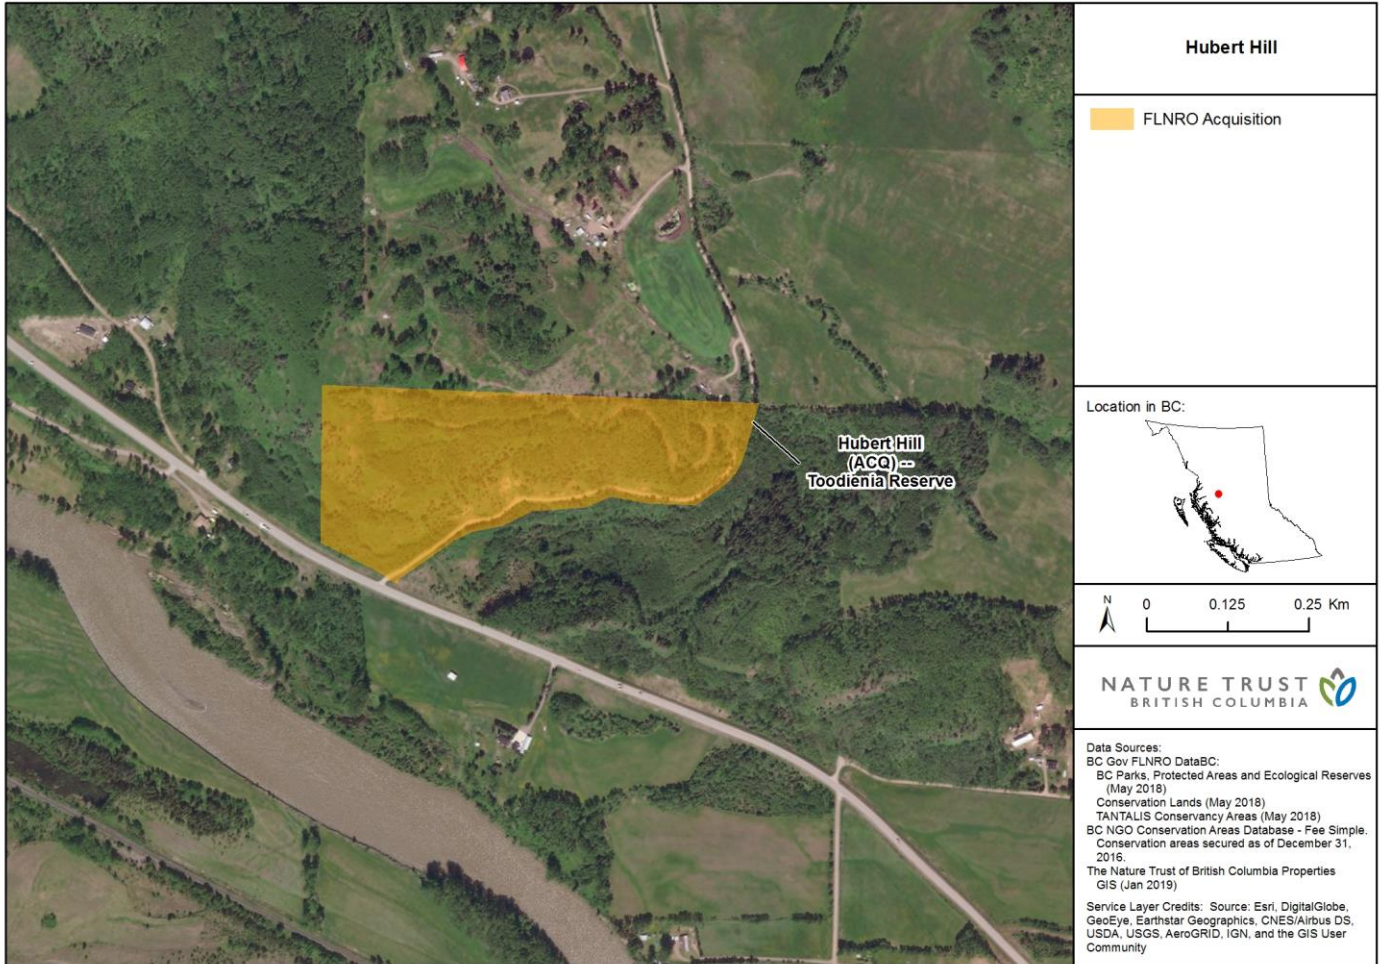 Hubert Hill
FLNRO Acquisition
Hubert Hill
(ACQ) --
Toodienia Reserve
Location in BC:
N
0 0.125 0.25 Km
NATURE TRUST
BRITISH COLUMBIA
Data Sources:
BC Gov FLNRO DataBC:
BC Parks, Protected Areas and Ecological Reserves
(May 2018)
Conservation Lands (May 2018)
TANTALIS Conservancy Areas (May 2018)
BC NGO Conservation Areas Database - Fee Simple.
Conservation areas secured as of December 31,
2016.
The Nature Trust of British Columbia Properties
GIS (Jan 2019)
Service Layer Credits: Source: Esri, DigitalGlobe,
GeoEye, Earthstar Geographics, CNES/Airbus DS,
USDA, USGS, AeroGRID, IGN, and the GIS User
Community